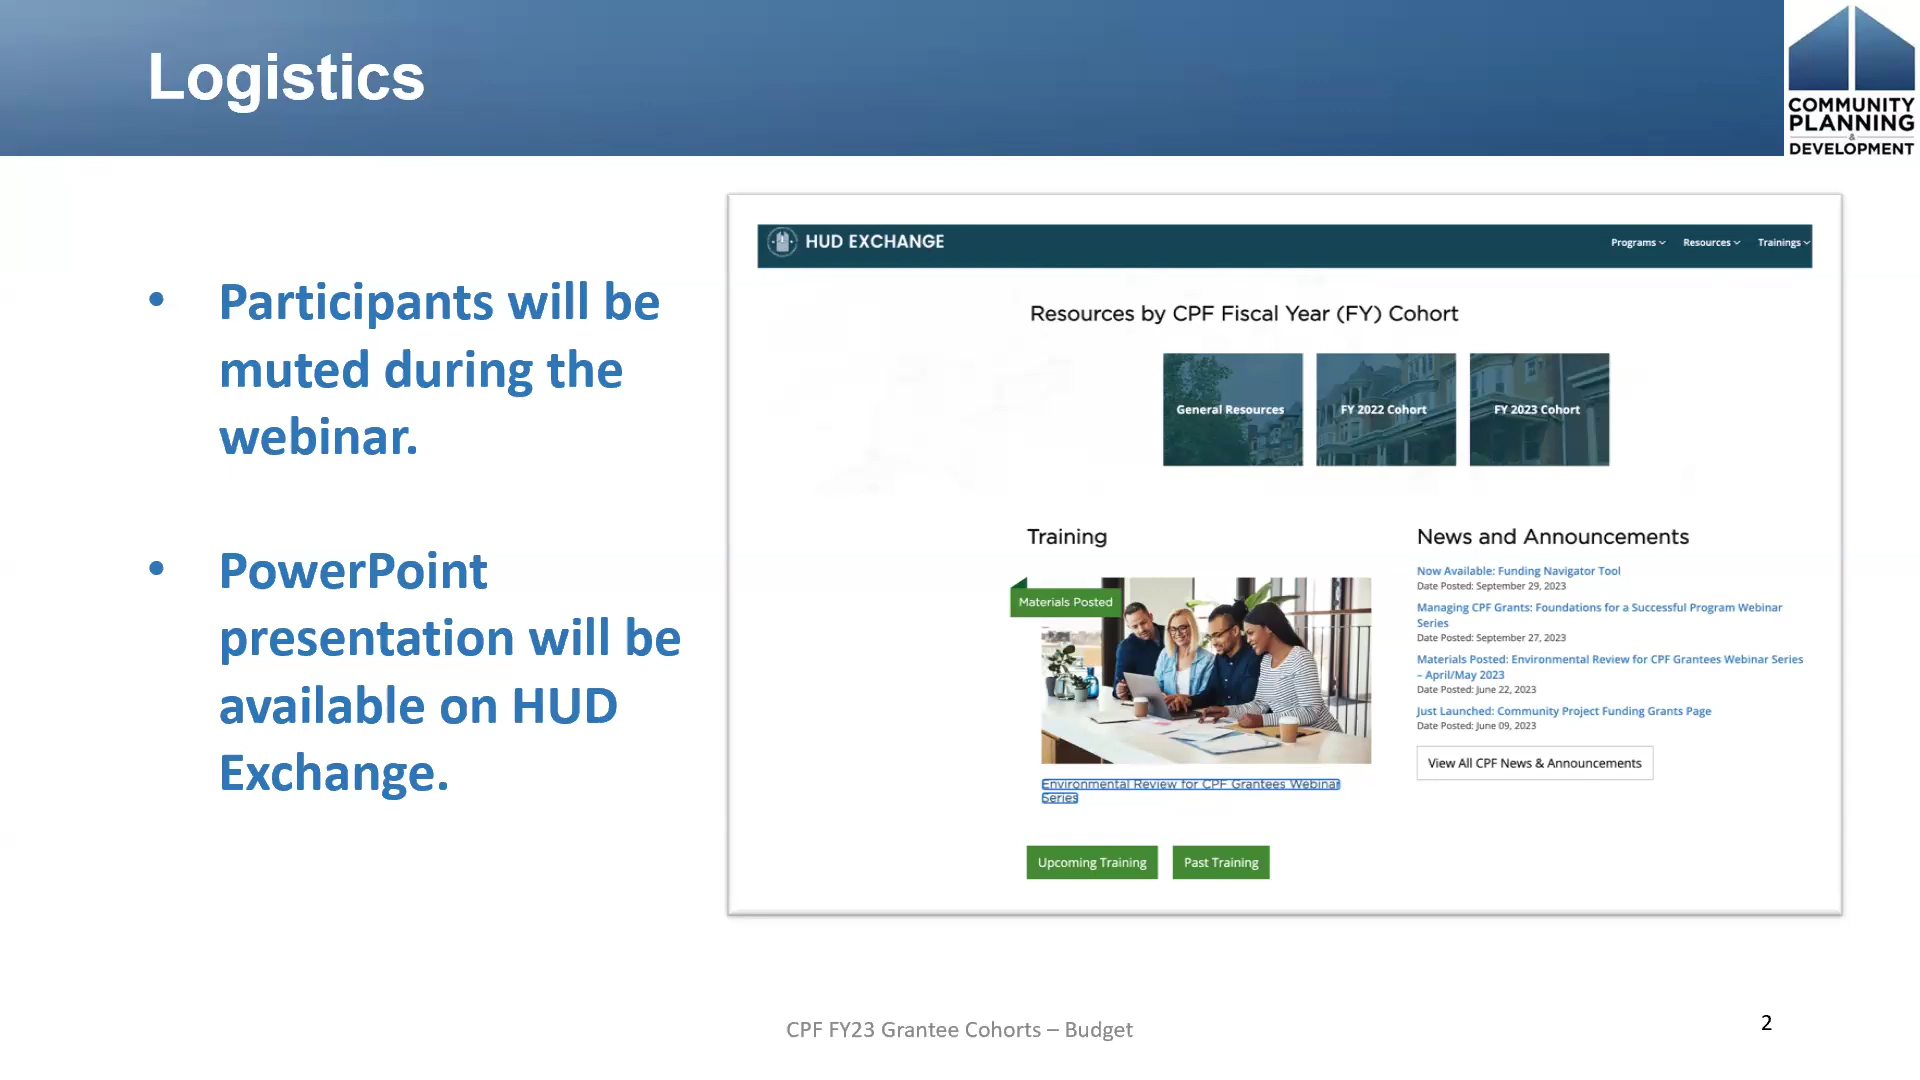 Logistics
COMMUNITY
PLANNING
&
DEVELOPMENT
• Participants will be
muted during the
webinar.
• PowerPoint
presentation will be
available on HUD
Exchange.
HUD EXCHANGE
Programs
Resources
Trainings
Resources by CPF Fiscal Year (FY) Cohort
General Resources
FY 2022 Cohort
FY 2023 Cohort
Training
Materials Posted
Environmental Review for CPF Grantees Webinar
Series
Upcoming Training
Past Training
News and Announcements
Now Available: Funding Navigator Tool
Date Posted: September 29, 2023
Managing CPF Grants: Foundations for a Successful Program Webinar
Series
Date Posted: September 27, 2023
Materials Posted: Environmental Review for CPF Grantees Webinar Series
– April/May 2023
Date Posted: June 22, 2023
Just Launched: Community Project Funding Grants Page
Date Posted: June 09, 2023
View All CPF News & Announcements
CPF FY23 Grantee Cohorts – Budget
2